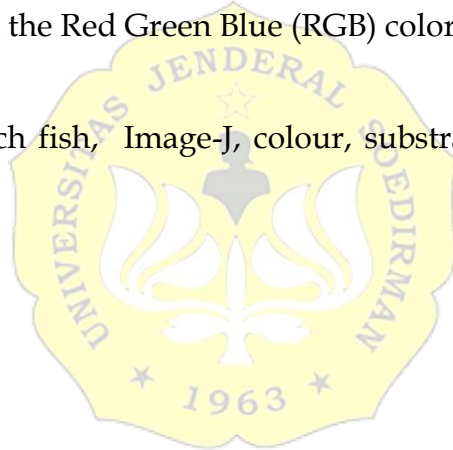 the Red Green Blue (RGB) color
ch fish, Image-J, colour, substra
UNIVERSITAS JENDERAL SOEDIRMAN
* 1963 *